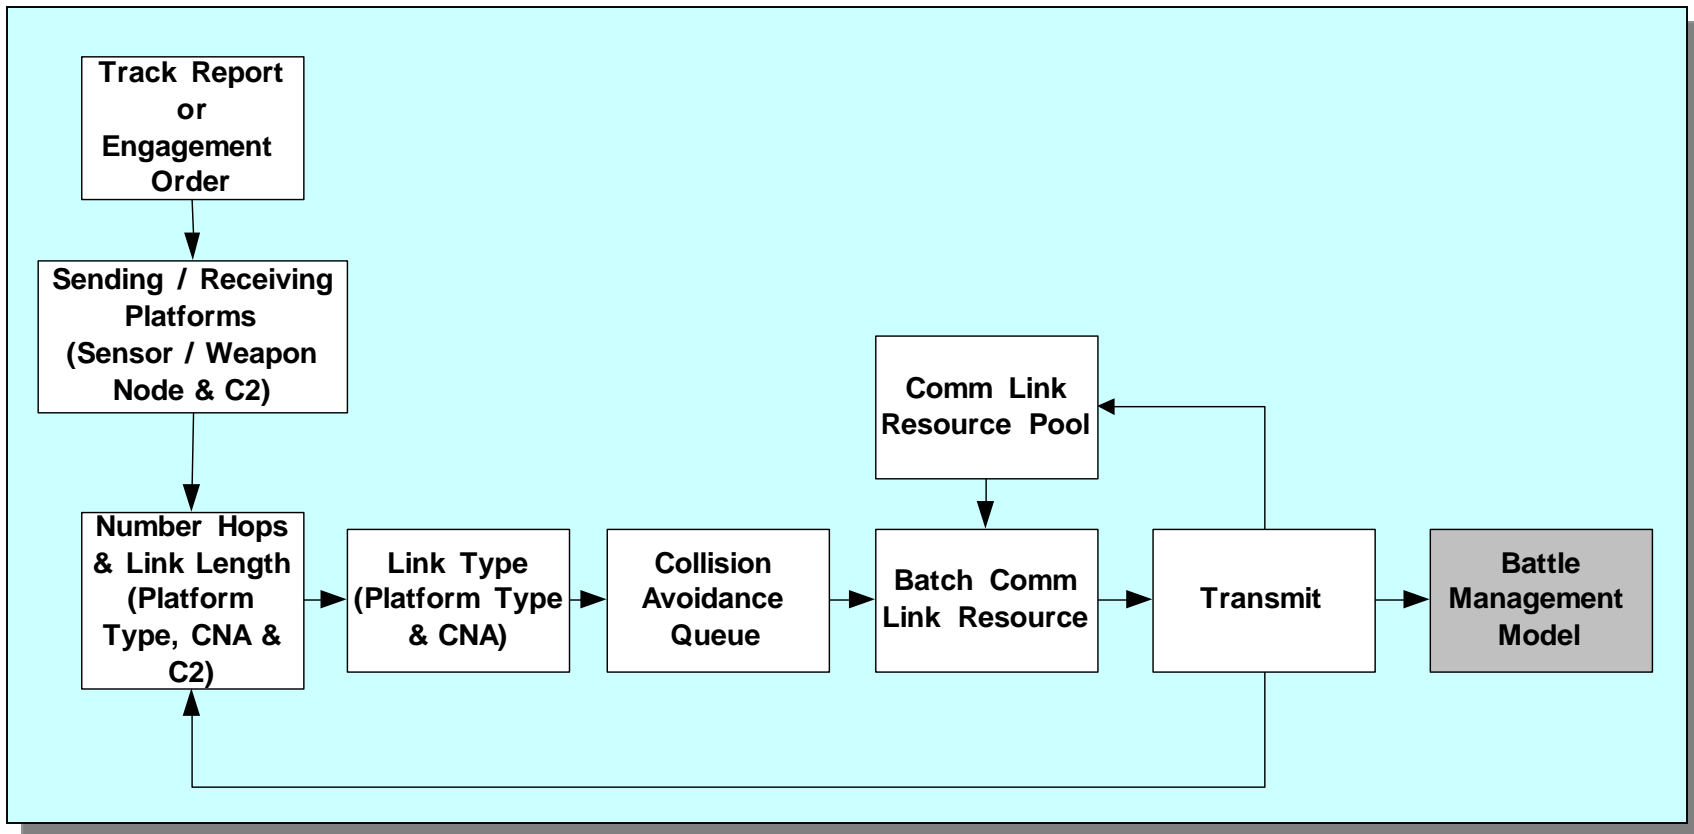 Track Report
or
Engagement
Order
Sending / Receiving
Platforms
(Sensor / Weapon
Node & C2)
Number Hops
& Link Length
(Platform
Type, CNA &
C2)
Link Type
(Platform Type
& CNA)
Collision
Avoidance
Queue
Comm Link
Resource Pool
Batch Comm
Link Resource
Transmit
Battle
Management
Model